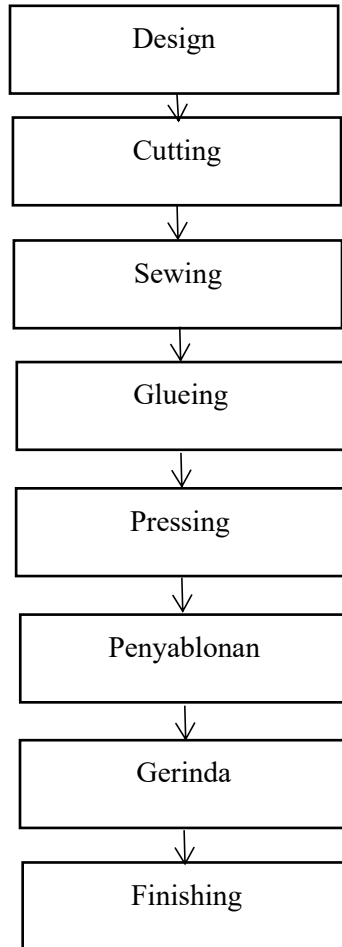 Design
Cutting
Sewing
Glueing
Pressing
Penyablonan
Gerinda
Finishing